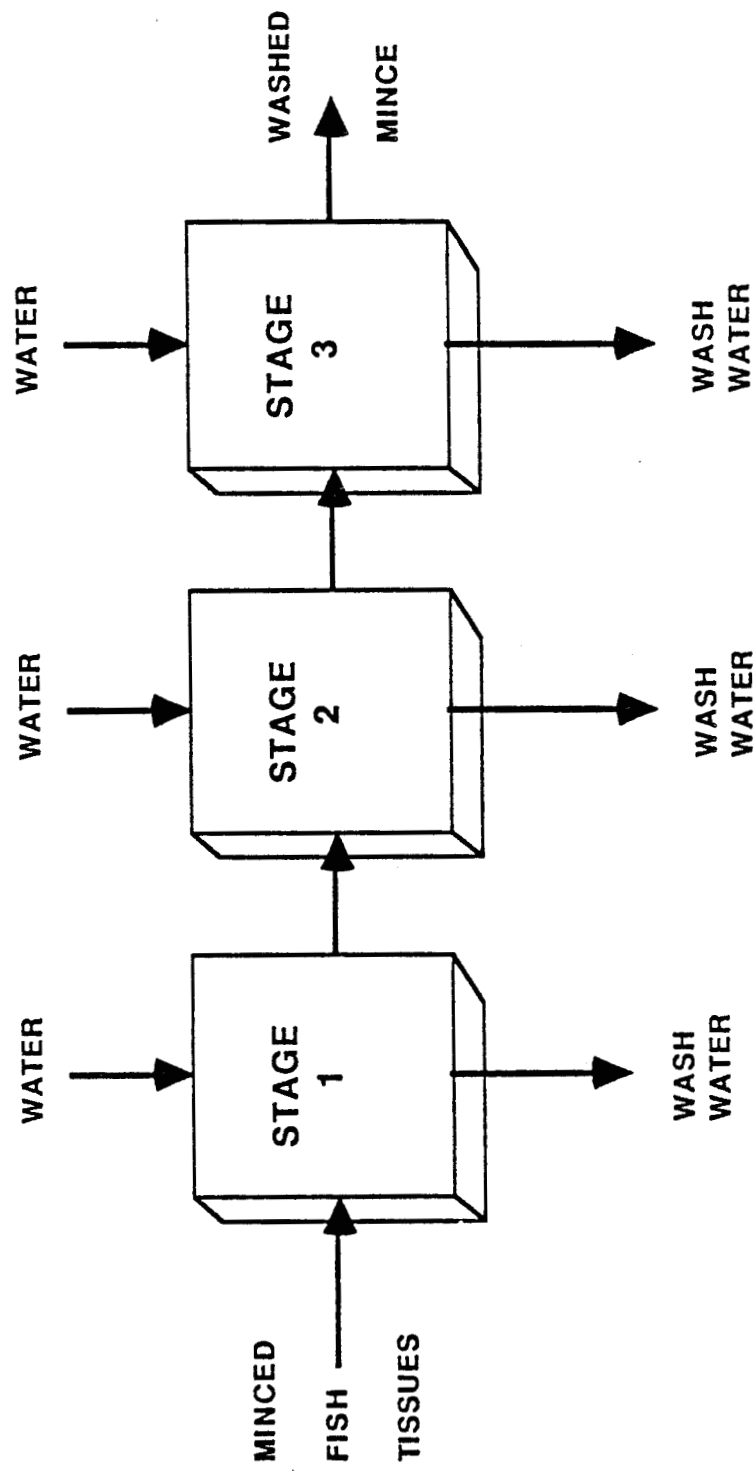 WATER
WATER
WATER
MINCED
FISH
TISSUES
STAGE
1
STAGE
2
STAGE
3
WASHED
MINCE
WASH
WATER
WASH
WATER
WASH
WATER